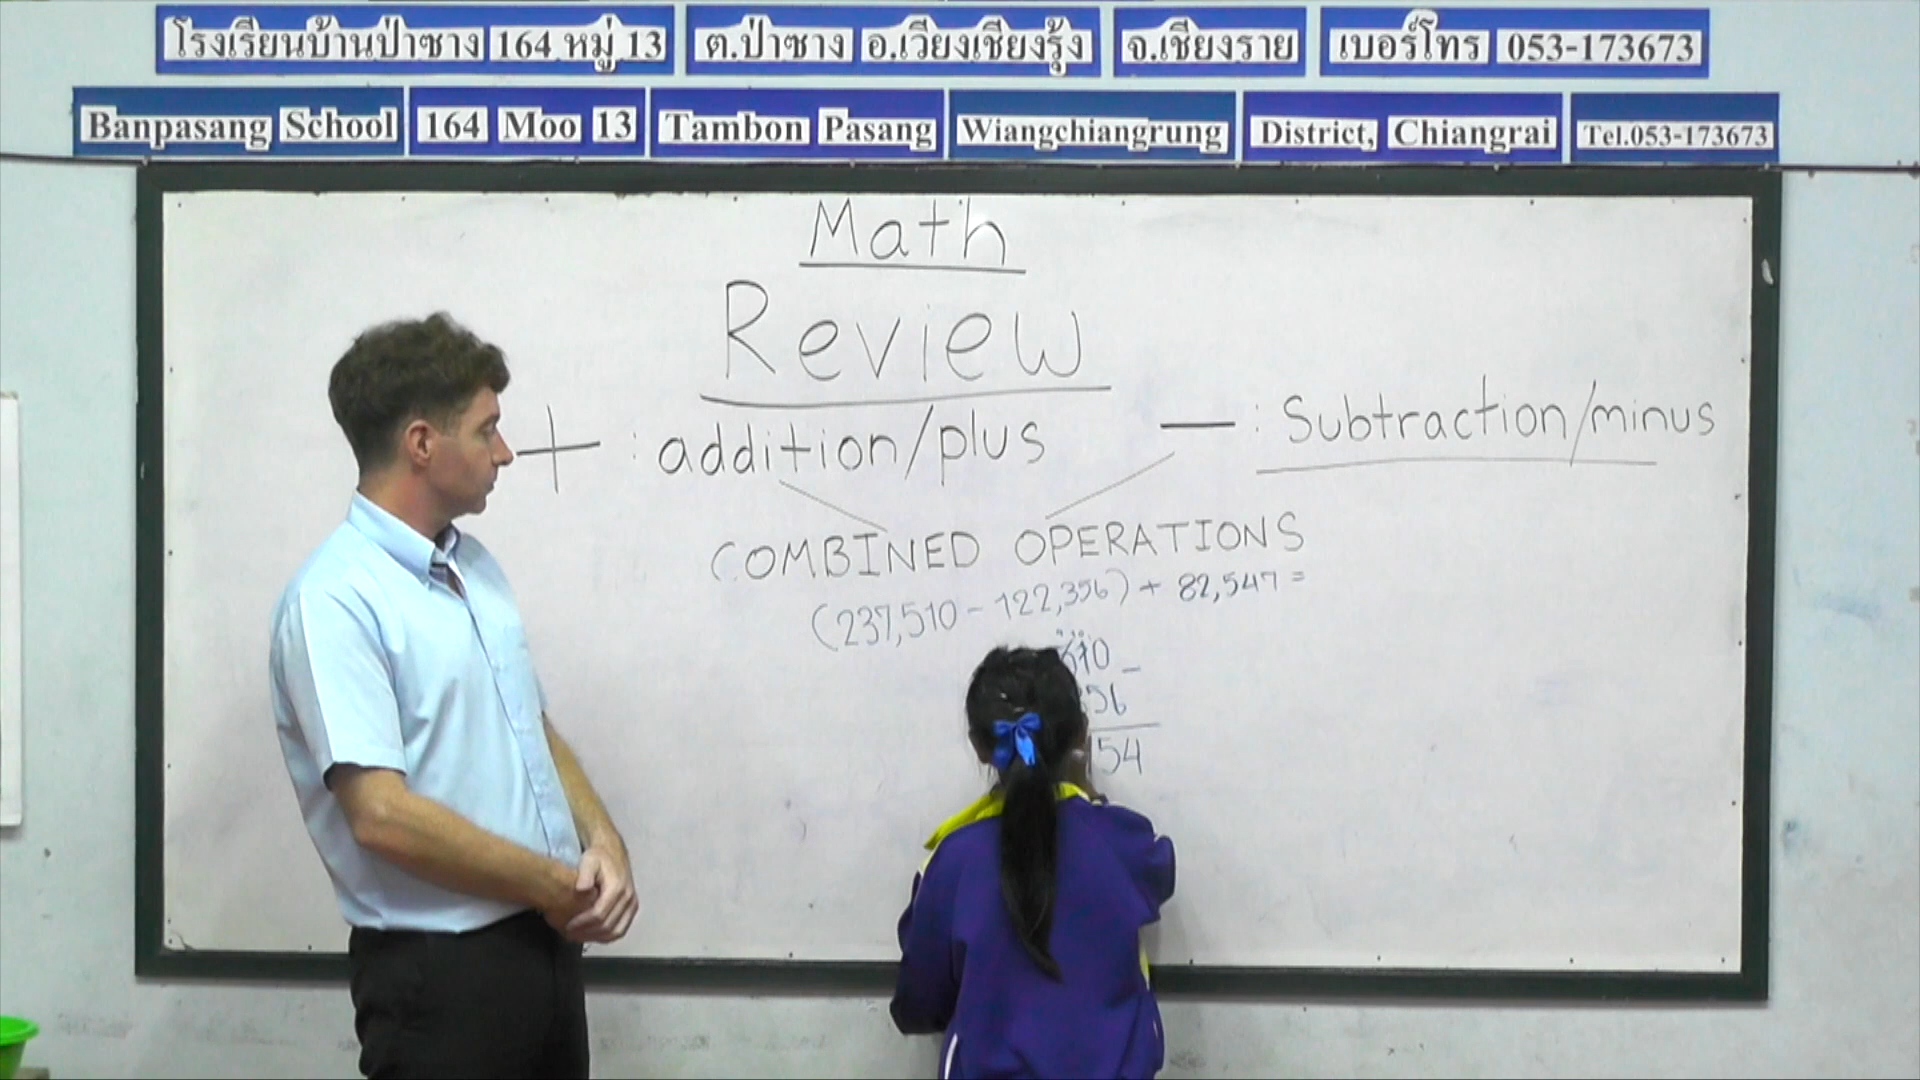 โรงเรียนบ้านป่าซาง 164 หมู่ 13 ต.ป่าซาง อ.เวียงเชียงรุ้ง จ.เชียงราย เบอร์โทร 053-173673
Banpasang School 164 Moo 13 Tambon Pasang Wiangchiangrung District, Chiangrai Tel.053-173673
Math
Review
+ : addition/plus — : Subtraction/minus
COMBINED OPERATIONS
(237,510 - 122,356) + 82,547 =
510 -
356
154